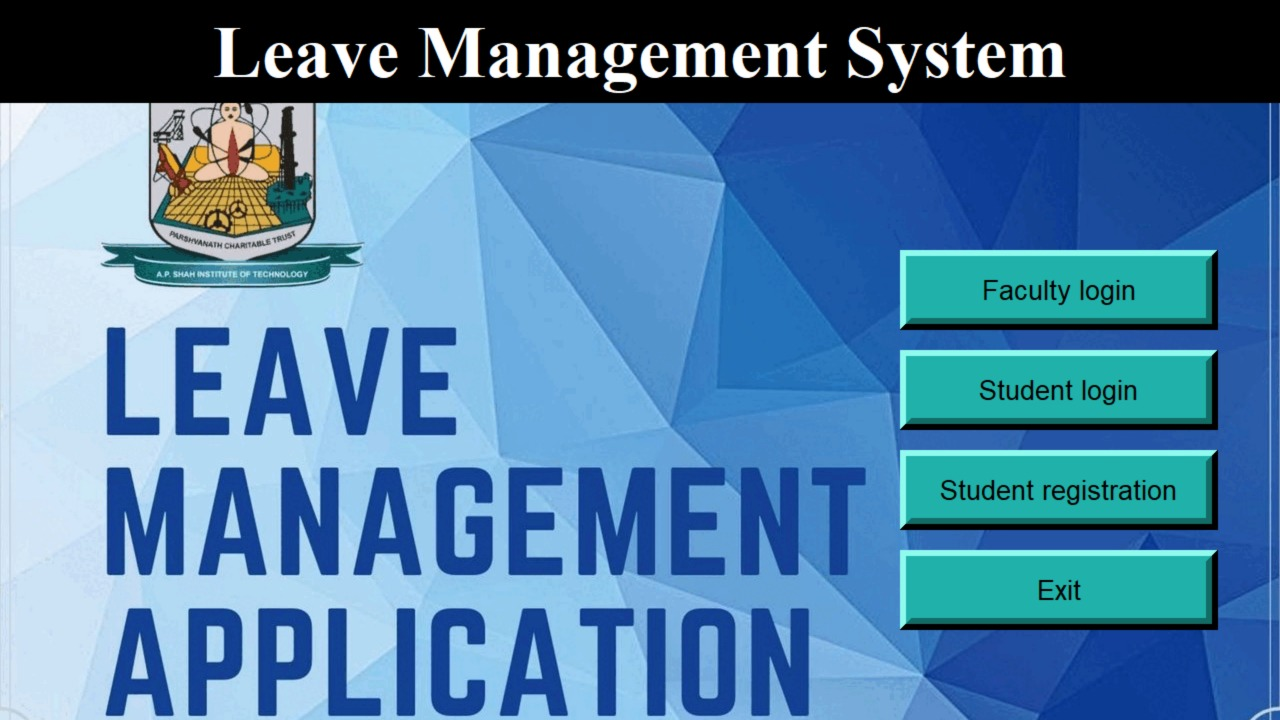 Leave Management System
PARSHVANATH CHARITABLE TRUST
A.P. SHAH INSTITUTE OF TECHNOLOGY
LEAVE
MANAGEMENT
APPLICATION
Faculty login
Student login
Student registration
Exit